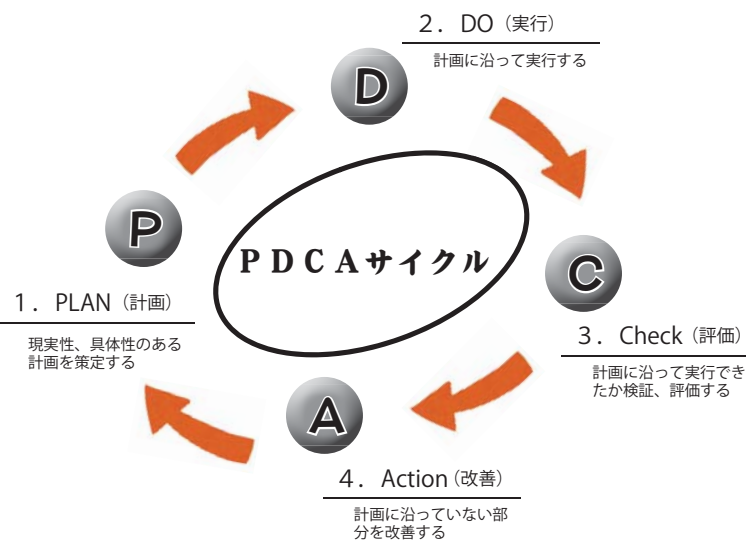 2．DO（実行）
計画に沿って実行する
D
P
PDCAサイクル
C
1．PLAN（計画）
現実性、具体性のある
計画を策定する
3．Check（評価）
計画に沿って実行でき
たか検証、評価する
A
4．Action（改善）
計画に沿っていない部
分を改善する